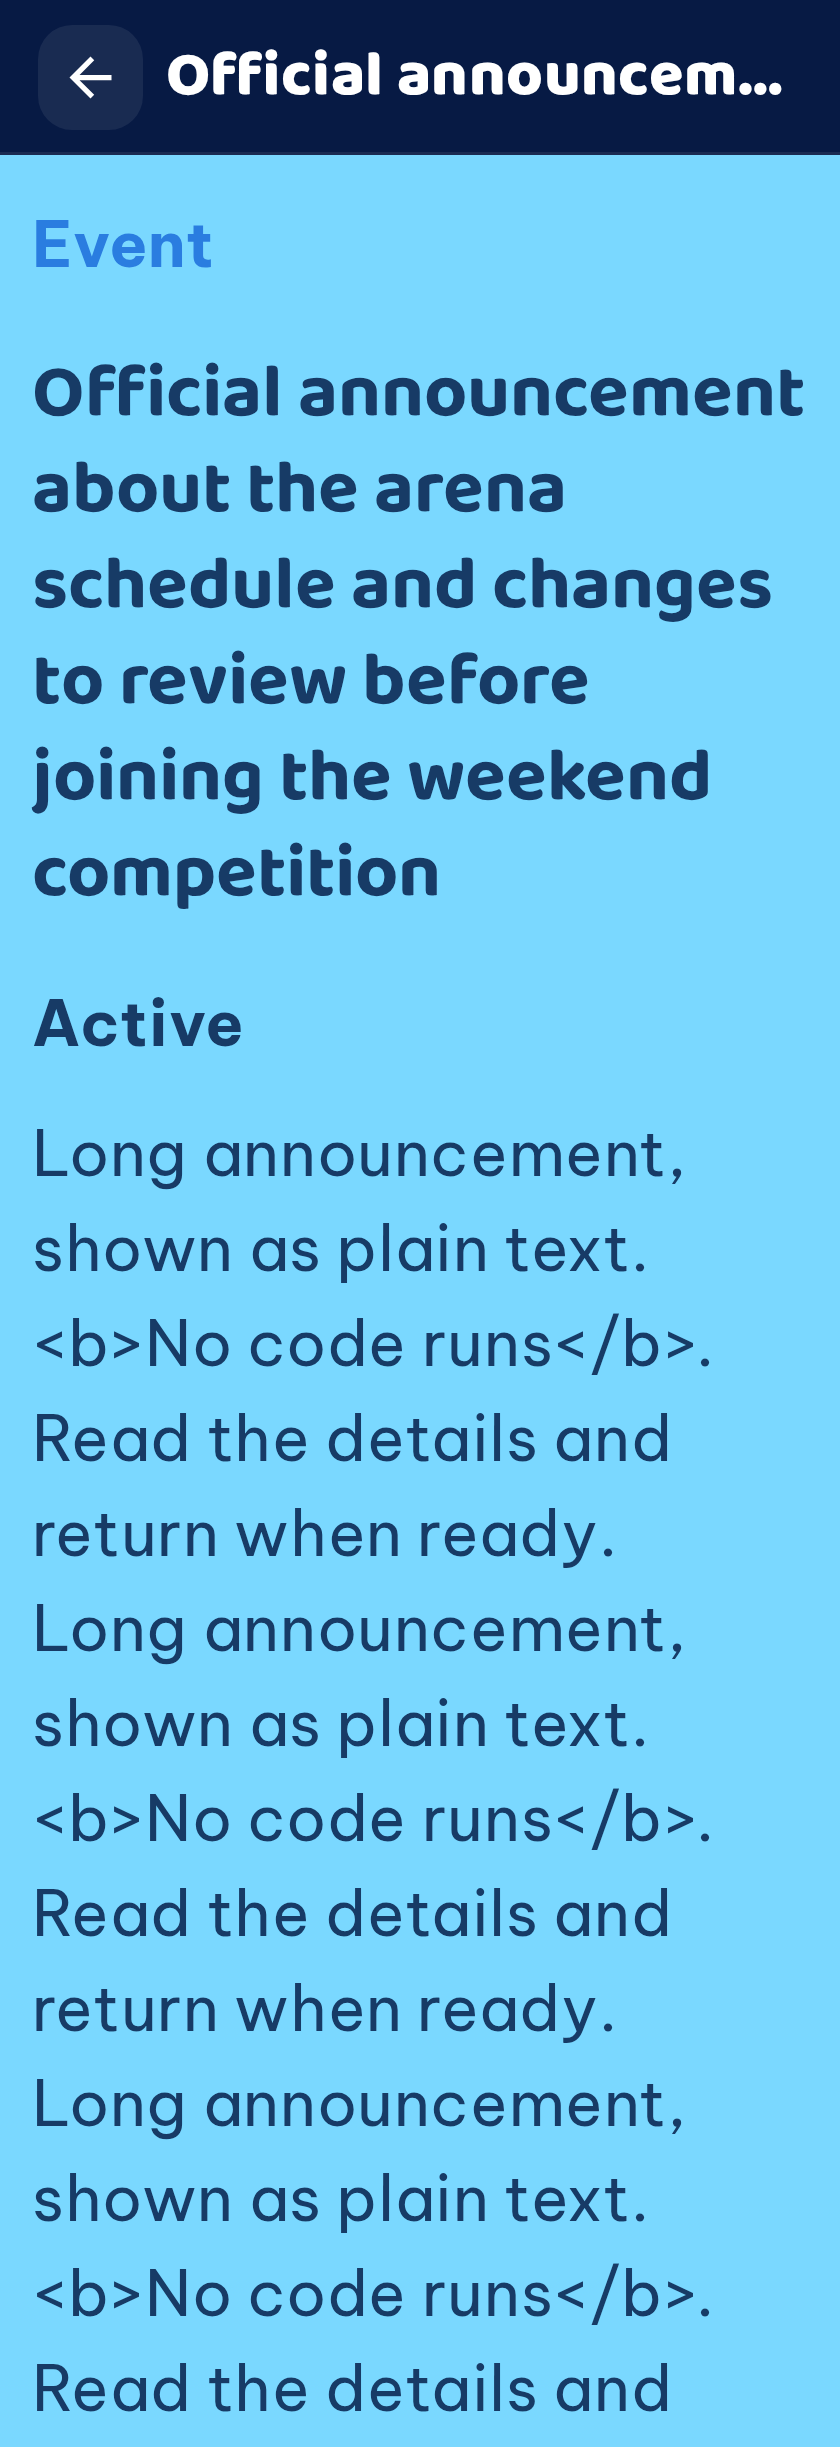 Official announcem...
Event
Official announcement
about the arena
schedule and changes
to review before
joining the weekend
competition
Active
Long announcement,
shown as plain text.
<b>No code runs</b>.
Read the details and
return when ready.
Long announcement,
shown as plain text.
<b>No code runs</b>.
Read the details and
return when ready.
Long announcement,
shown as plain text.
<b>No code runs</b>.
Read the details and